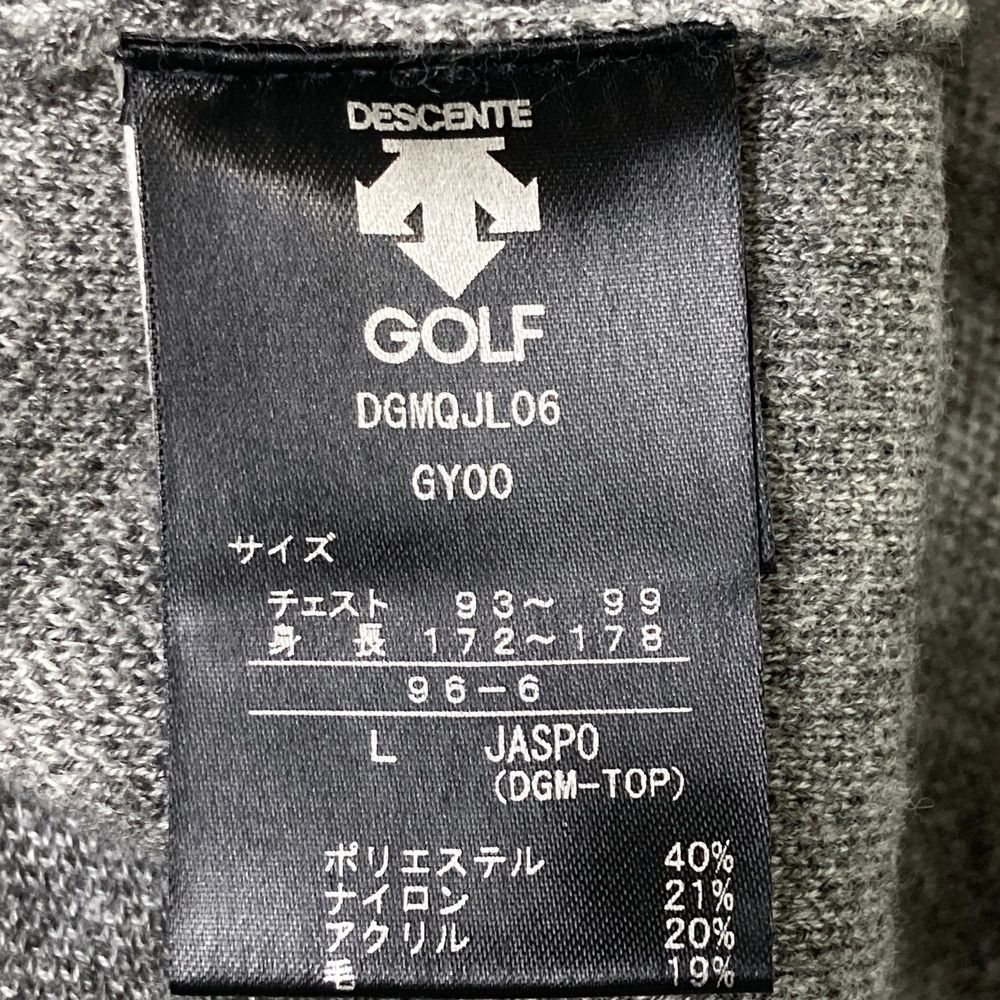 DESCENTE
GOLF
DGMQJL06
GY00
サイズ
チェスト 93～ 99
身 長 172～178
96-6
L JASPO
(DGM-TOP)
ポリエステル 40%
ナイロン 21%
アクリル 20%
毛 19%